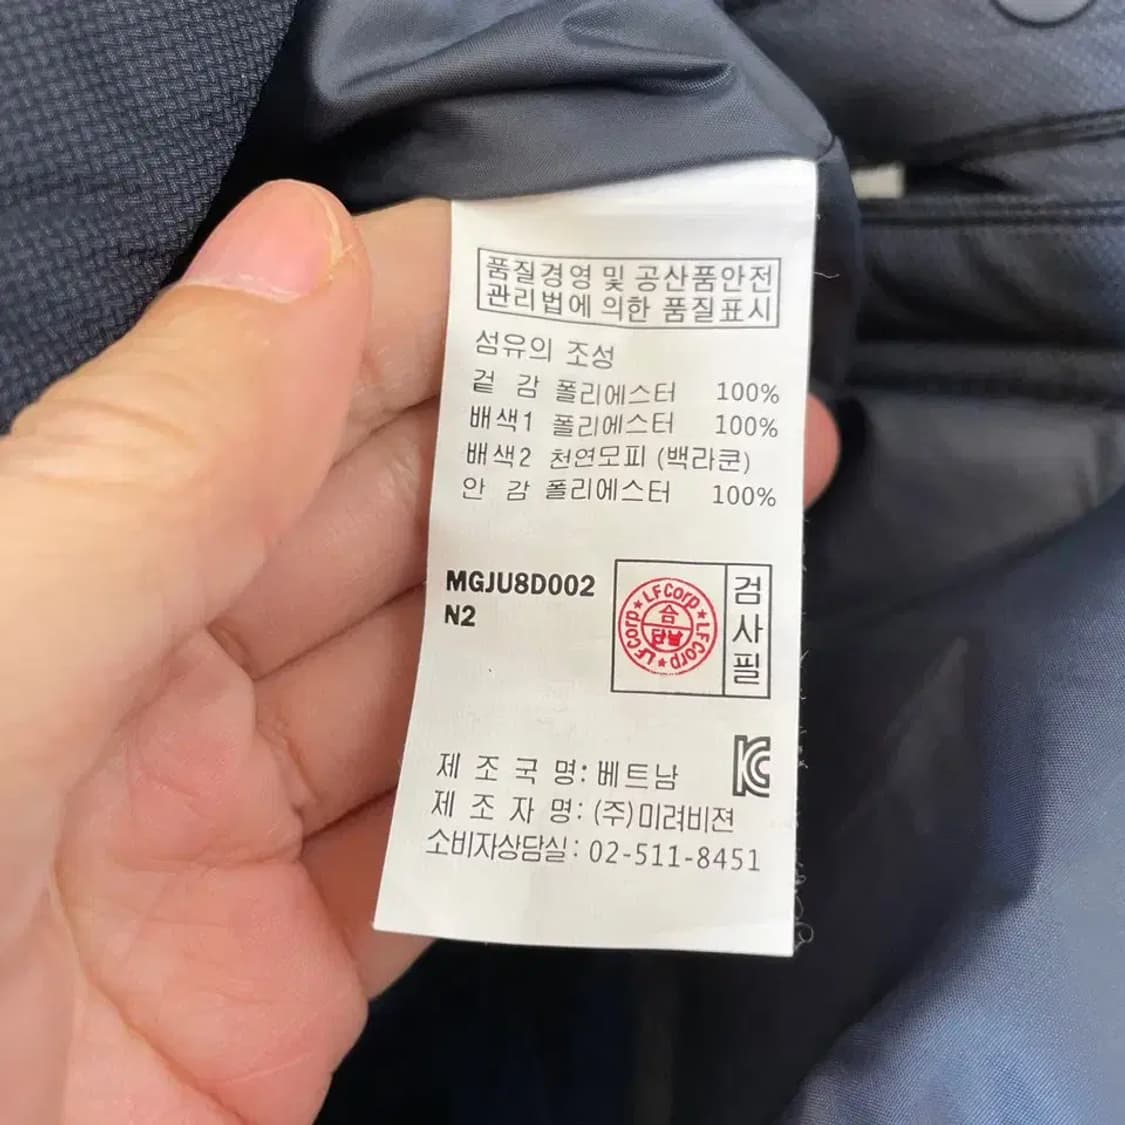 품질경영 및 공산품안전
관리법에 의한 품질표시
섬유의 조성
겉 감 폴리에스터 100%
배색1 폴리에스터 100%
배색2 천연모피 (백라쿤)
안 감 폴리에스터 100%
MGJU8D002
N2
LF Corp ★ LF Corp ★ LF Corp ★
검사필
제 조 국 명: 베트남
제 조 자 명: (주)미려비젼
소비자상담실: 02-511-8451